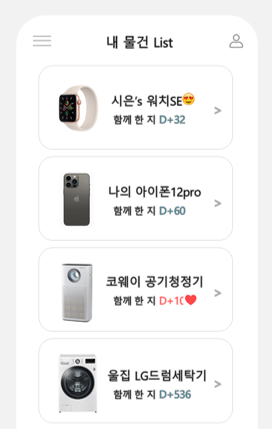 내 물건 List
시은's 워치SE😍
함께 한 지 D+32
>
나의 아이폰12pro
함께 한 지 D+60
>
코웨이 공기청정기
함께 한 지
>
울집 LG드럼세탁기
함께 한 지 D+536
>